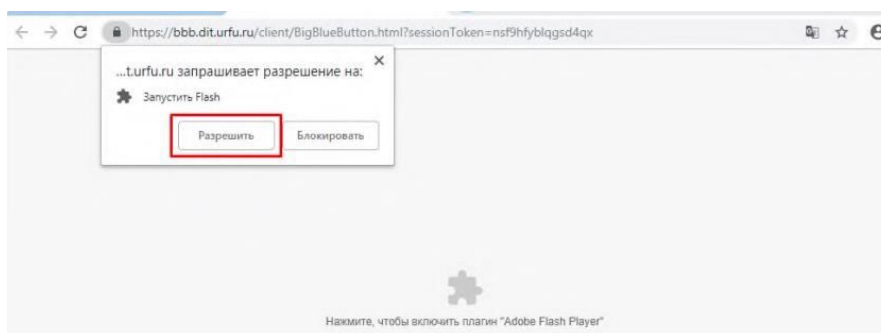 https://bbb.dit.urfu.ru/client/BigBlueButton.html?sessionToken=nsf9hfyblqgsd4qx
...t.urfu.ru запрашивает разрешение на:
Запустить Flash
Разрешить Блокировать
Нажмите, чтобы включить плагин "Adobe Flash Player"